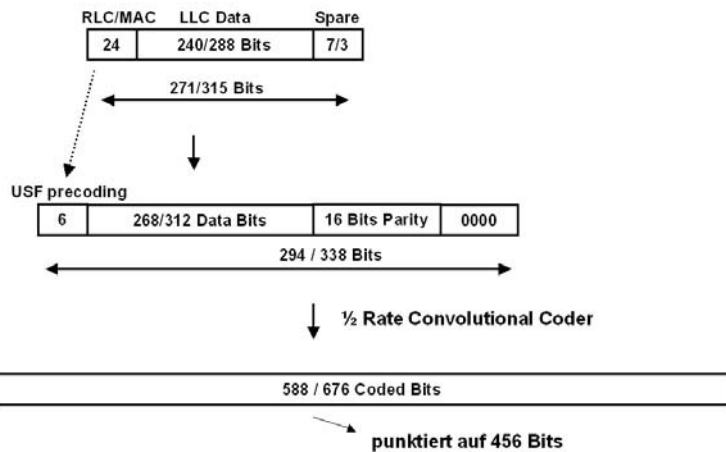 RLC/MAC LLC Data Spare
24 240/288 Bits 7/3
271/315 Bits
USF precoding
6 268/312 Data Bits 16 Bits Parity 0000
294 / 338 Bits
½ Rate Convolutional Coder
588 / 676 Coded Bits
punktiert auf 456 Bits